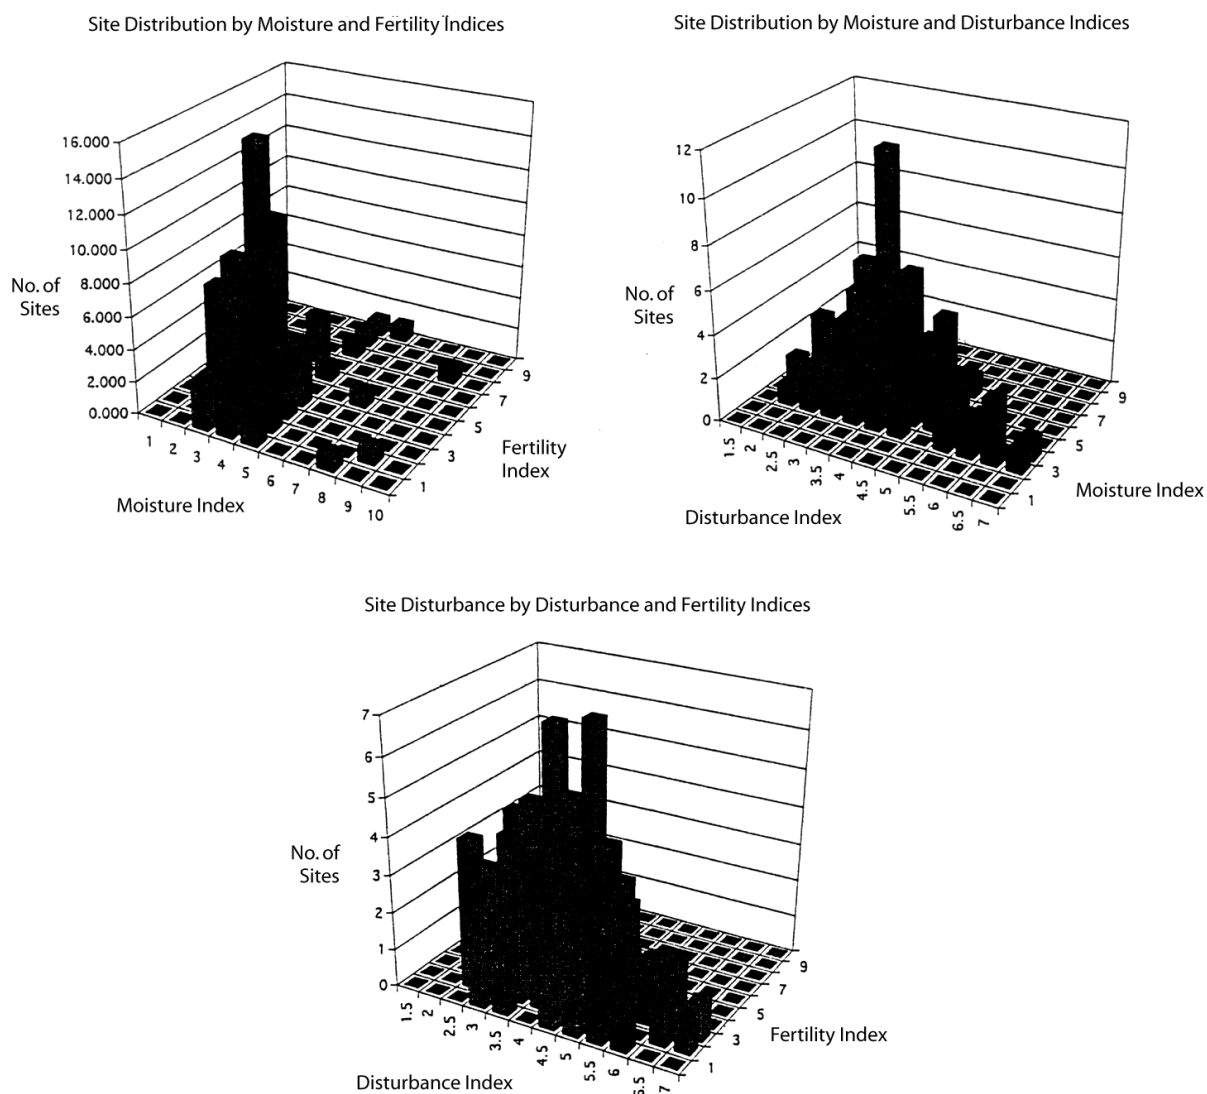 Site Distribution by Moisture and Fertility Indices
16.000
14.000
12.000
10.000
8.000
6.000
4.000
2.000
0.000
No. of
Sites
1 2 3 4 5 6 7 8 9 10
Moisture Index
1 3 5 7 9
Fertility
Index
Site Distribution by Moisture and Disturbance Indices
12
10
8
6
4
2
0
No. of
Sites
1.5 2 2.5 3 3.5 4 4.5 5 5.5 6 6.5 7
Disturbance Index
1 3 5 7 9
Moisture Index
Site Disturbance by Disturbance and Fertility Indices
7
6
5
4
3
2
1
0
No. of
Sites
1.5 2 2.5 3 3.5 4 4.5 5 5.5 6 6.5 7
Disturbance Index
1 3 5 7 9
Fertility Index